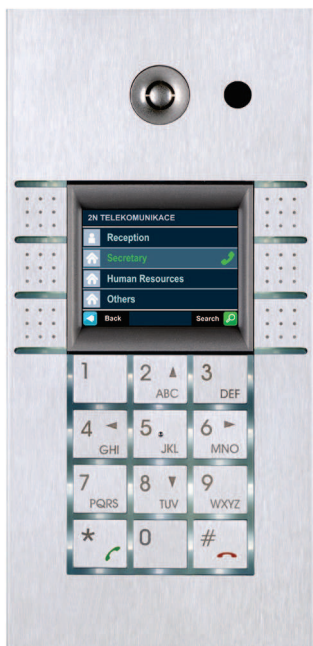 2N TELEKOMUNIKACE
Reception
Secretary
Human Resources
Others
Back Search
1 2 ABC 3 DEF
4 GHI 5 JKL 6 MNO
7 PQRS 8 TUV 9 WXYZ
* 0 #